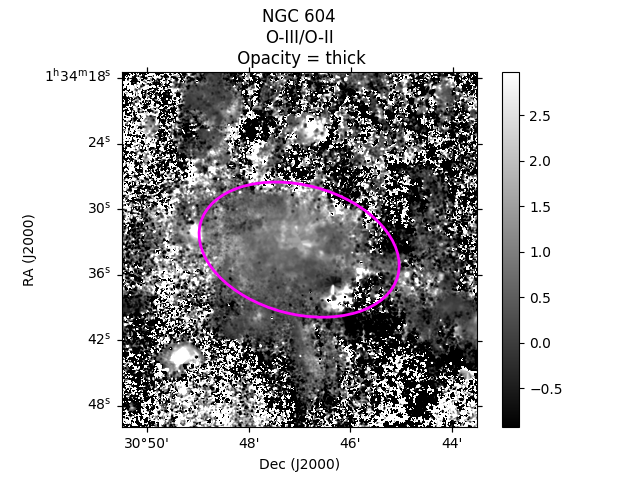 NGC 604
O-III/O-II
Opacity = thick
1ʰ34ᵐ18ˢ
24ˢ
30ˢ
36ˢ
42ˢ
48ˢ
RA (J2000)
30°50'
48'
46'
44'
Dec (J2000)
2.5
2.0
1.5
1.0
0.5
0.0
−0.5